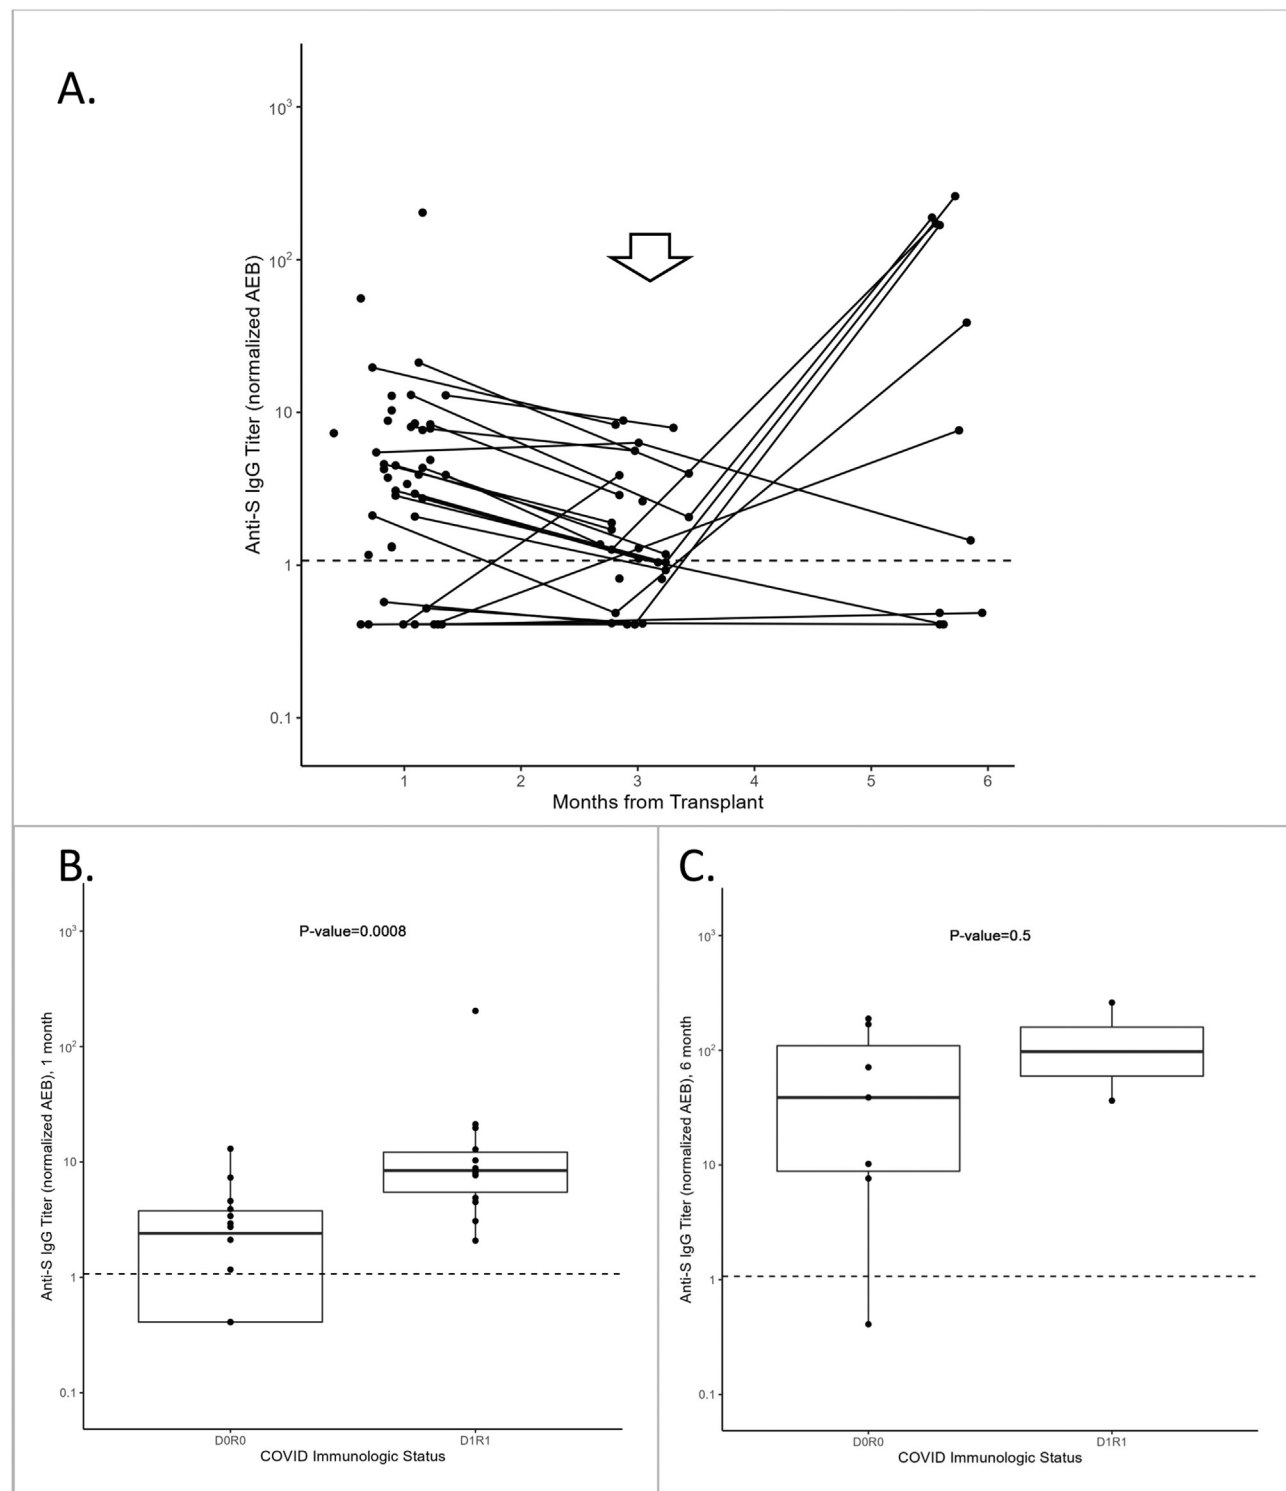 A.
Anti-S IgG Titer (normalized AEB)
10³
10²
10
1
0.1
1 2 3 4 5 6
Months from Transplant
B.
P-value=0.0008
Anti-S IgG Titer (normalized AEB), 1 month
10³
10²
10
1
0.1
D0R0 D1R1
COVID Immunologic Status
C.
P-value=0.5
Anti-S IgG Titer (normalized AEB), 6 month
10³
10²
10
1
0.1
D0R0 D1R1
COVID Immunologic Status